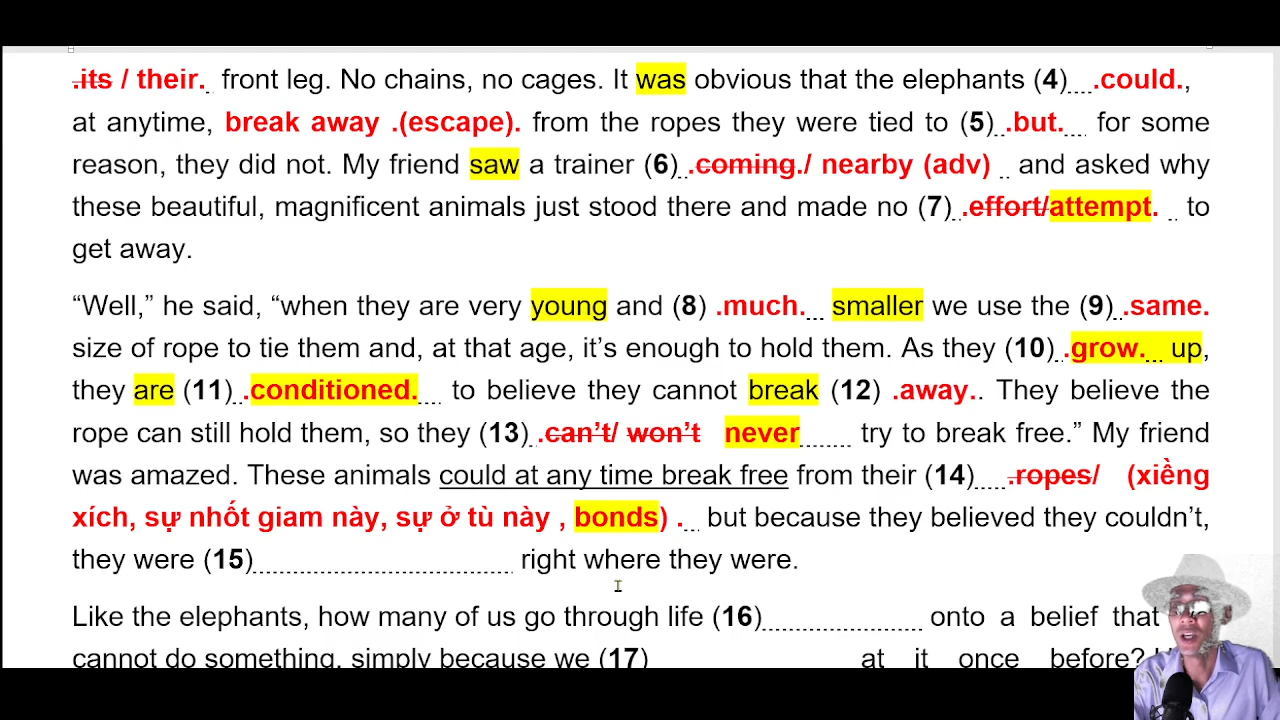 .its / their. front leg. No chains, no cages. It was obvious that the elephants (4) .could.,
at anytime, break away .(escape). from the ropes they were tied to (5) .but. for some
reason, they did not. My friend saw a trainer (6) .coming./ nearby (adv) .. and asked why
these beautiful, magnificent animals just stood there and made no (7) .effort/attempt. .. to
get away.
“Well,” he said, “when they are very young and (8) .much. smaller we use the (9) .same.
size of rope to tie them and, at that age, it’s enough to hold them. As they (10) .grow. up,
they are (11) .conditioned. to believe they cannot break (12) .away.. They believe the
rope can still hold them, so they (13) .can’t/ won’t never........ try to break free.” My friend
was amazed. These animals could at any time break free from their (14) .ropes/ (xiềng
xích, sự nhốt giam này, sự ở tù này , bonds) . but because they believed they couldn’t,
they were (15).................................. right where they were.
Like the elephants, how many of us go through life (16)..................... onto a belief that
cannot do something, simply because we (17) at it once before?